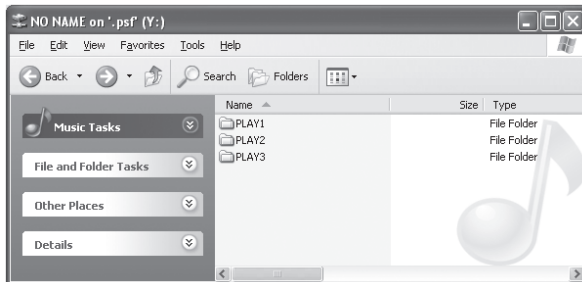 NO NAME on '.psf' (Y:)
File Edit View Favorites Tools Help
Back Search Folders
Name Size Type
Music Tasks
File and Folder Tasks
Other Places
Details
PLAY1 File Folder
PLAY2 File Folder
PLAY3 File Folder